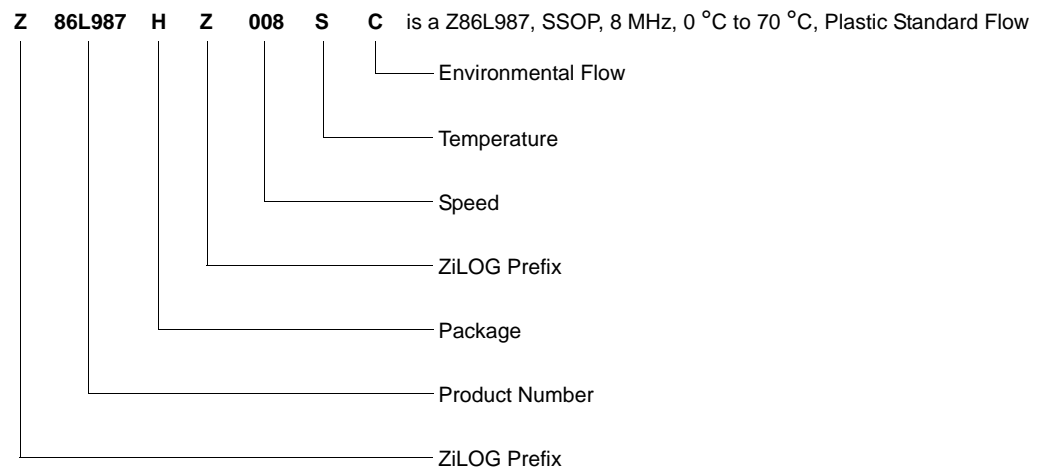 Z 86L987 H Z 008 S C is a Z86L987, SSOP, 8 MHz, 0 °C to 70 °C, Plastic Standard Flow
Environmental Flow
Temperature
Speed
ZiLOG Prefix
Package
Product Number
ZiLOG Prefix